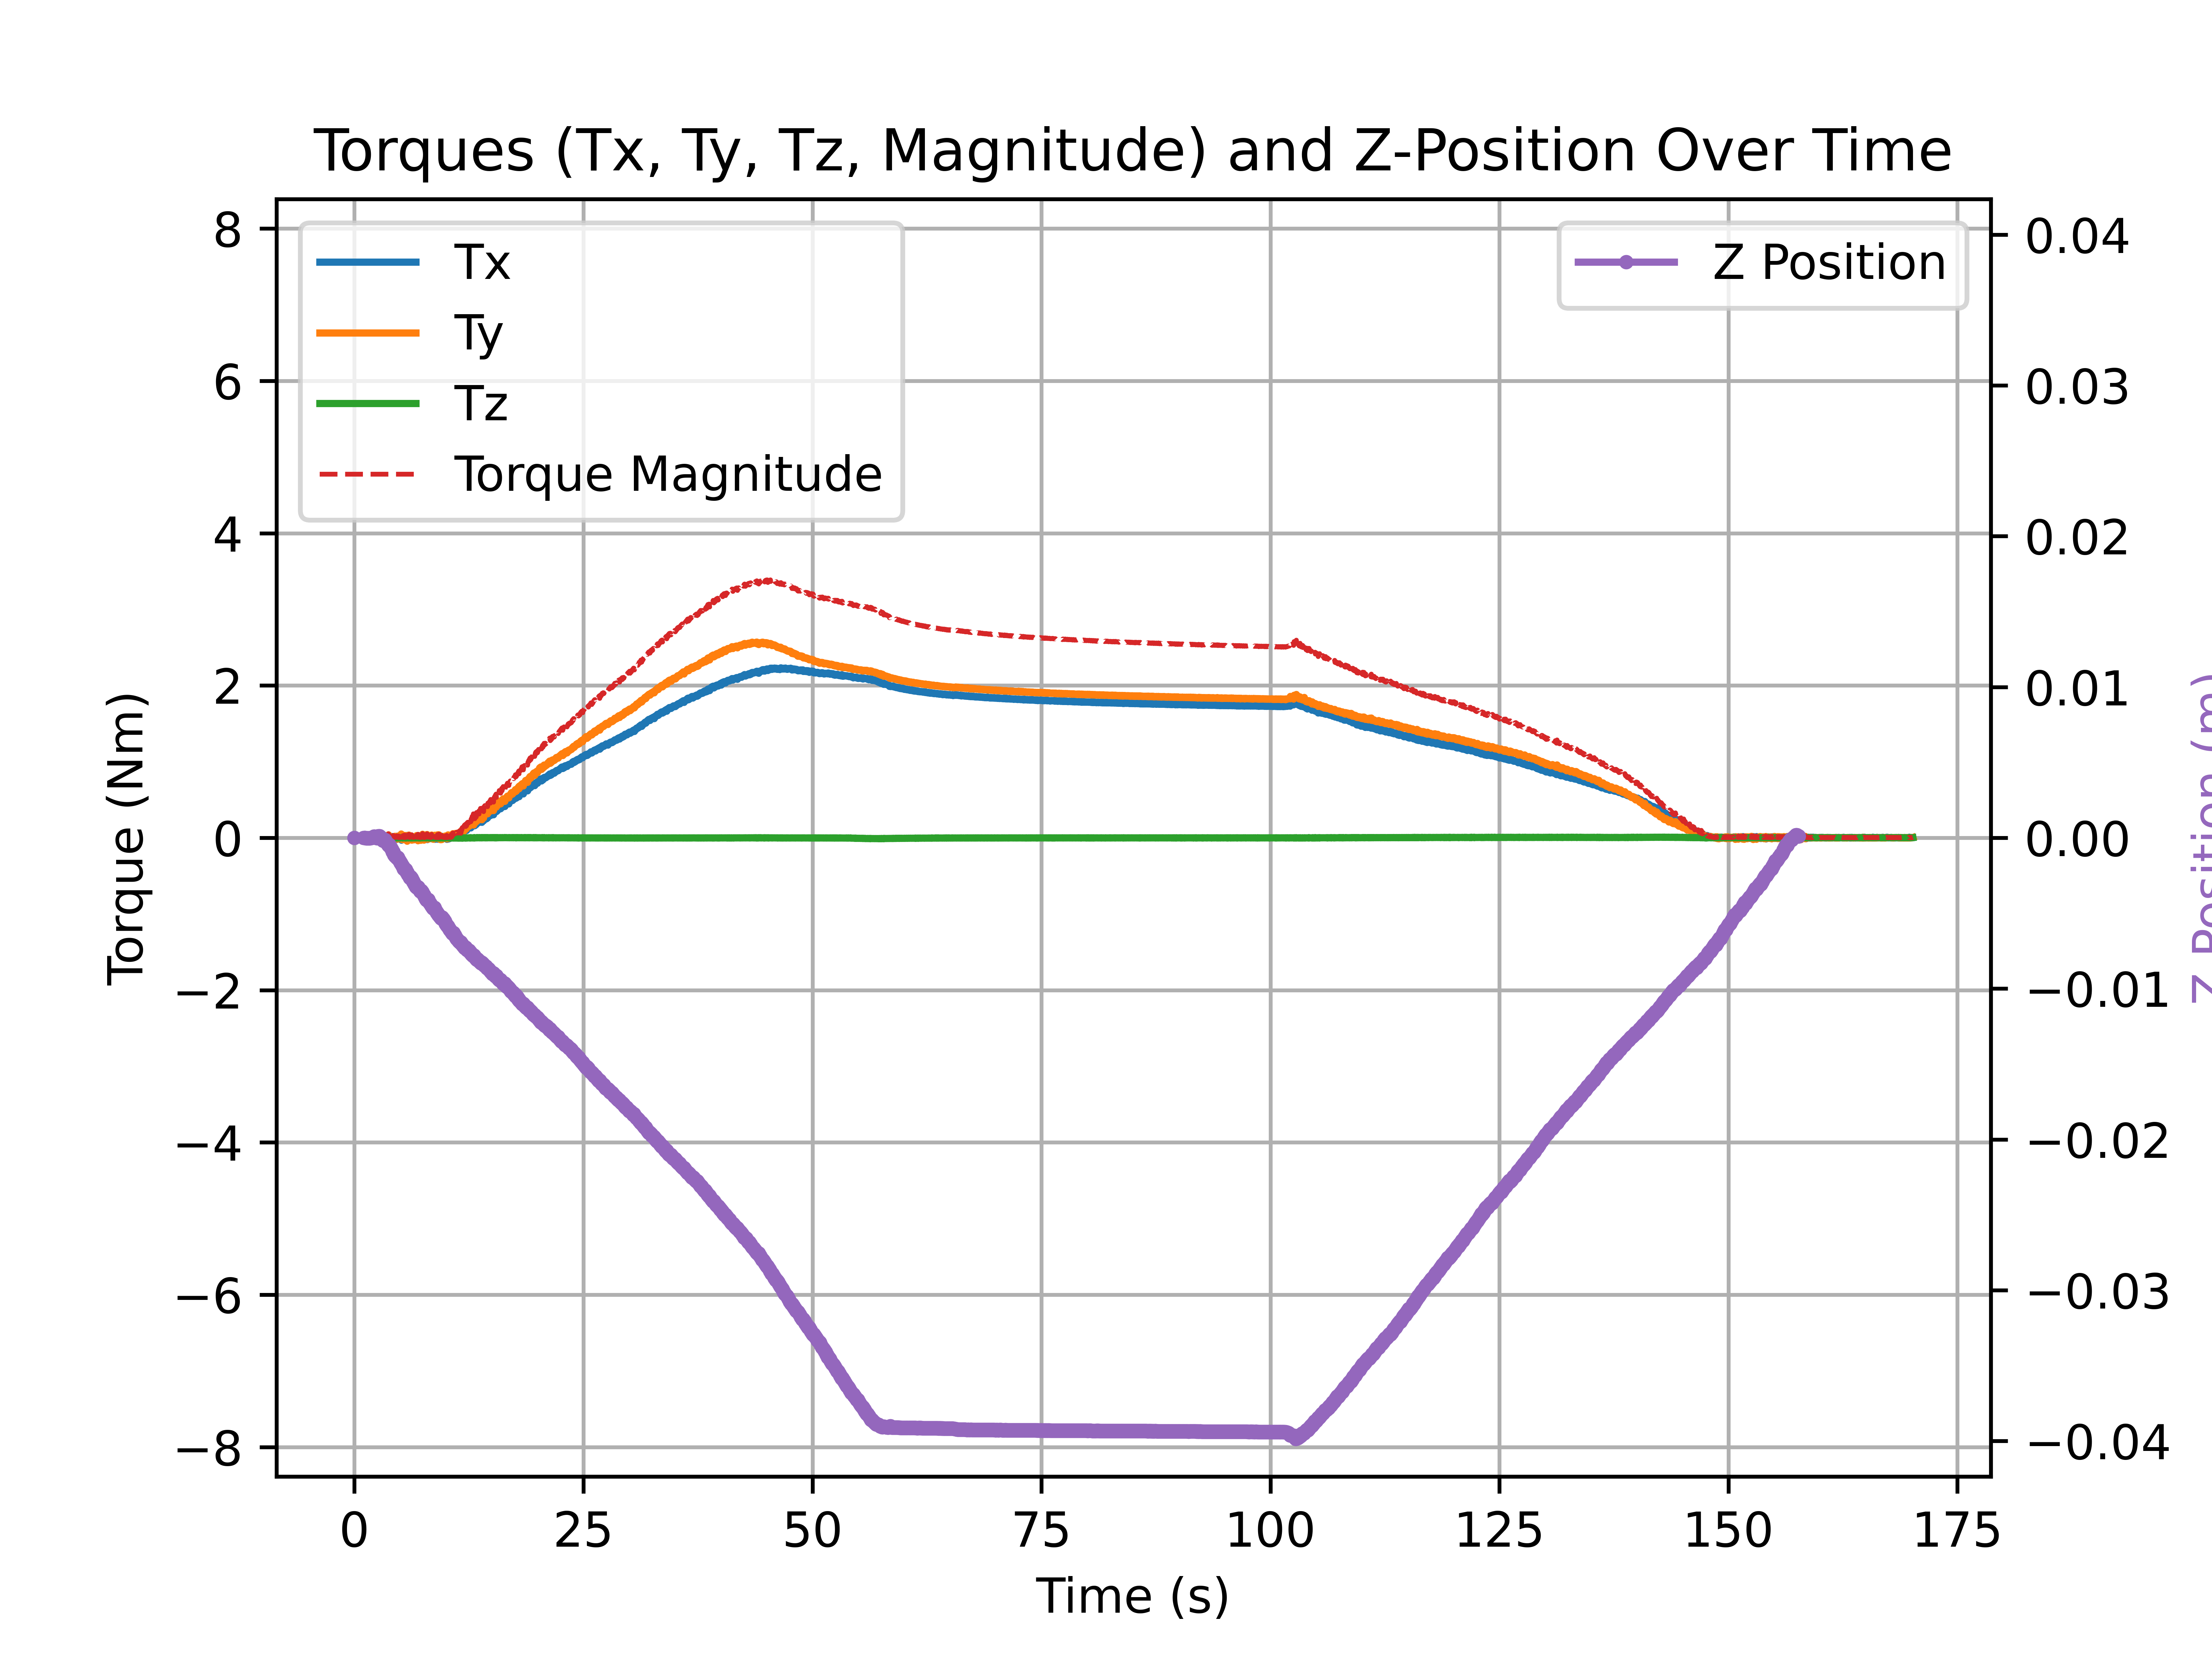 Torques (Tx, Ty, Tz, Magnitude) and Z-Position Over Time
Tx
Ty
Tz
Torque Magnitude
Z Position
8
6
4
2
0
−2
−4
−6
−8
Torque (Nm)
0.04
0.03
0.02
0.01
0.00
−0.01
−0.02
−0.03
−0.04
Z Position (m)
0
25
50
75
100
125
150
175
Time (s)